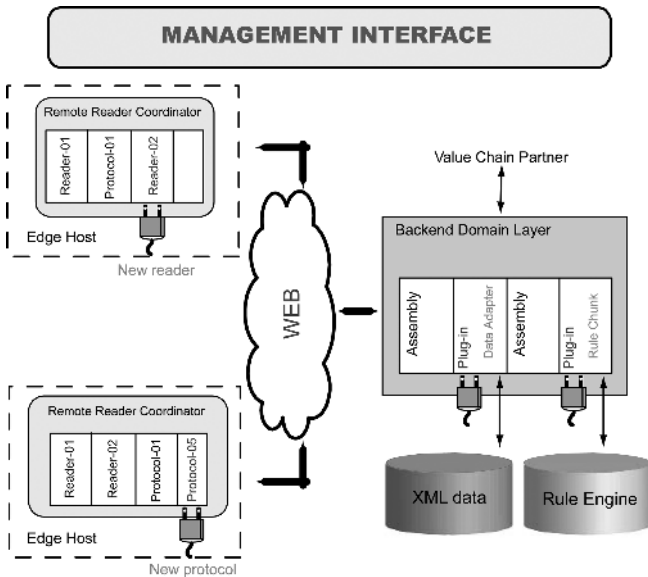 MANAGEMENT INTERFACE
Remote Reader Coordinator
Reader-01
Protocol-01
Reader-02
Edge Host
New reader
WEB
Value Chain Partner
Backend Domain Layer
Assembly
Plug-in
Data Adapter
Assembly
Plug-in
Rule Chunk
XML data
Rule Engine
Remote Reader Coordinator
Reader-01
Reader-02
Protocol-01
Protocol-05
Edge Host
New protocol